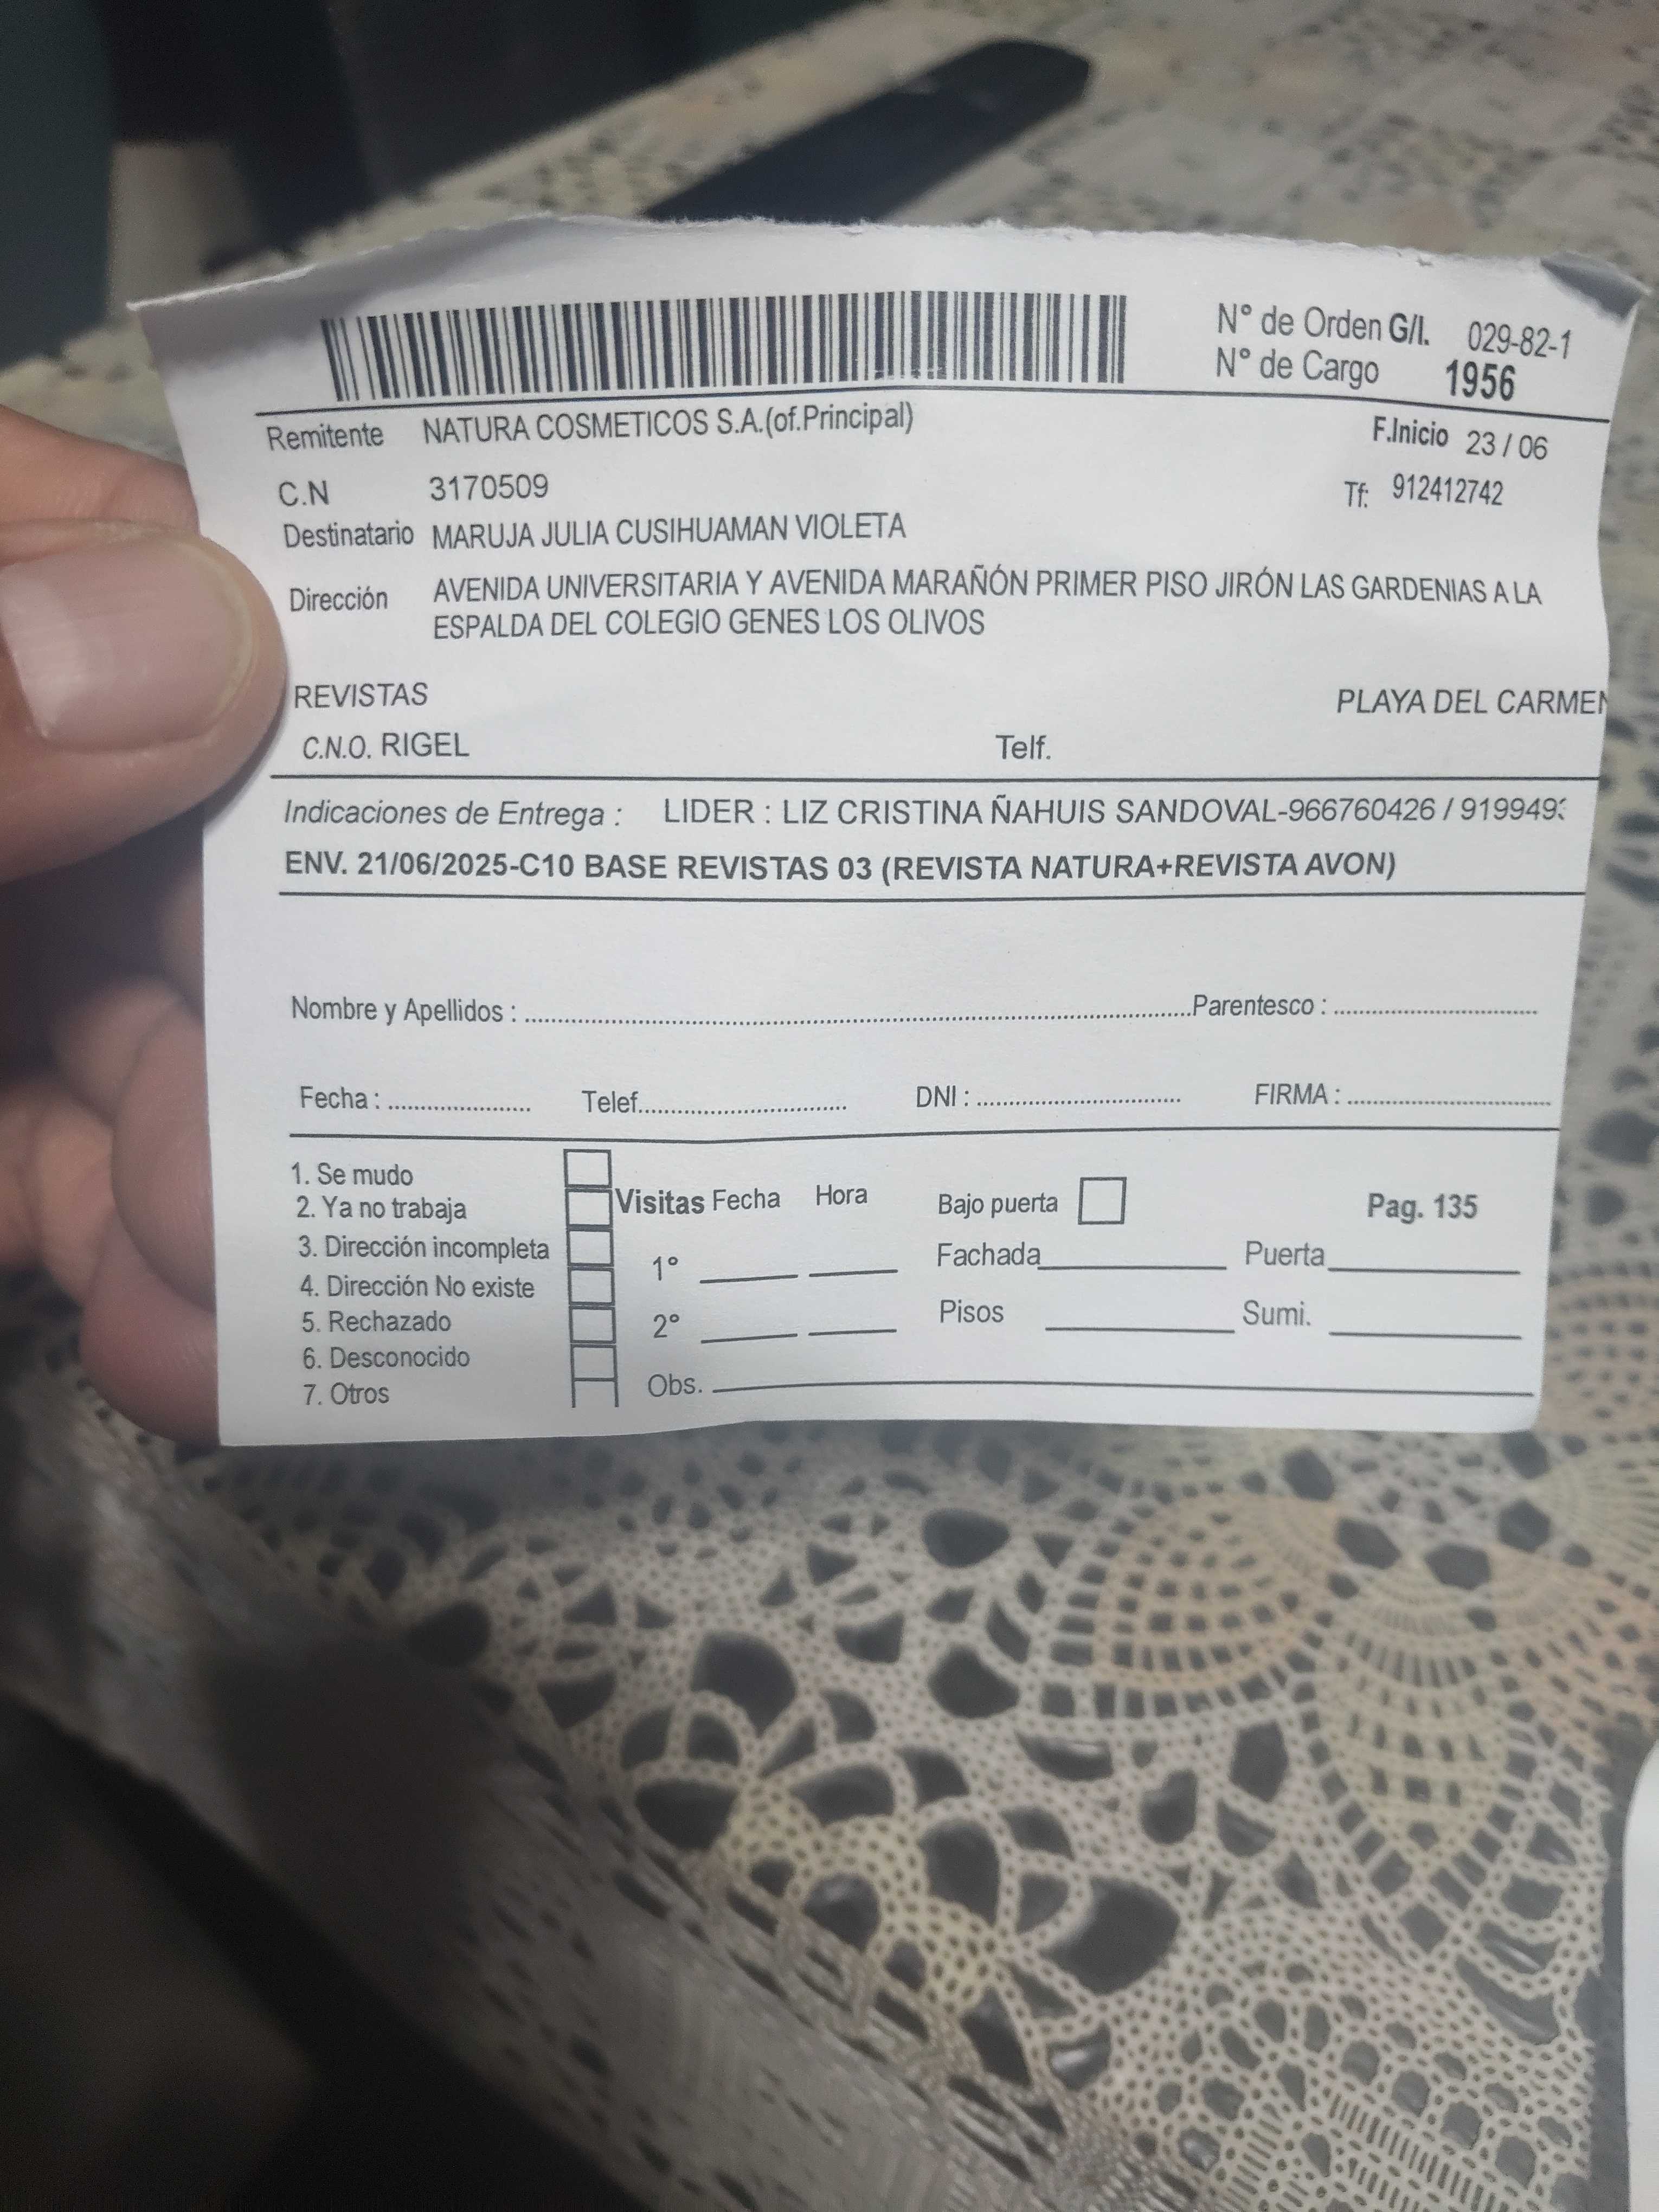 N° de Orden G/I. 029-82-1
N° de Cargo 1956
Remitente NATURA COSMETICOS S.A.(of.Principal) F.Inicio 23 / 06
C.N 3170509 Tf: 912412742
Destinatario MARUJA JULIA CUSIHUAMAN VIOLETA
Dirección AVENIDA UNIVERSITARIA Y AVENIDA MARAÑÓN PRIMER PISO JIRÓN LAS GARDENIAS A LA
ESPALDA DEL COLEGIO GENES LOS OLIVOS
REVISTAS PLAYA DEL CARMEN
C.N.O. RIGEL Telf.
Indicaciones de Entrega : LIDER : LIZ CRISTINA ÑAHUIS SANDOVAL-966760426 / 919949
ENV. 21/06/2025-C10 BASE REVISTAS 03 (REVISTA NATURA+REVISTA AVON)
Nombre y Apellidos : Parentesco :
Fecha : Telef. DNI : FIRMA :
1. Se mudo
2. Ya no trabaja Visitas Fecha Hora Bajo puerta Pag. 135
3. Dirección incompleta 1° Fachada Puerta
4. Dirección No existe
5. Rechazado 2° Pisos Sumi.
6. Desconocido
7. Otros Obs.